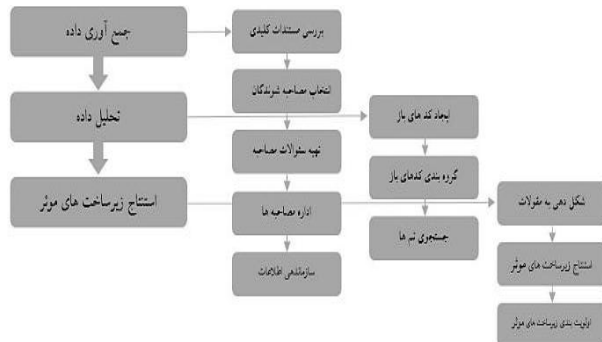 جمع آوری داده
تحلیل داده
استنتاج زیرساخت های موثر
بررسی مستندات کلیدی
انتخاب مصاحبه شوندگان
تهیه سئوالات مصاحبه
اداره مصاحبه ها
سازماندهی اطلاعات
ایجاد کد های باز
گروه بندی کدهای باز
جستجوی تم ها
شکل دهی به مقولات
استنتاج زیرساخت های موثر
اولویت بندی زیرساخت های موثر